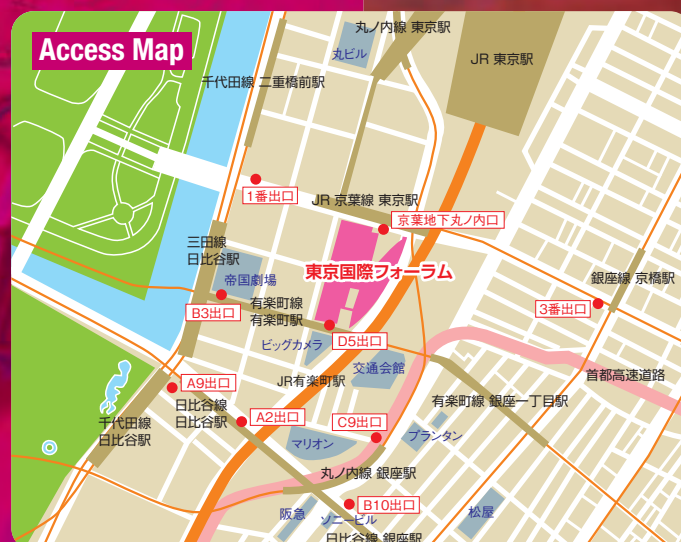 Access Map
丸ノ内線 東京駅
丸ビル
JR 東京駅
千代田線 二重橋前駅
1番出口
JR 京葉線 東京駅
京葉地下丸ノ内口
三田線
日比谷駅
帝国劇場
東京国際フォーラム
銀座線 京橋駅
B3出口
有楽町線
有楽町駅
3番出口
D5出口
ビッグカメラ
交通会館
首都高速道路
JR有楽町駅
A9出口
有楽町線 銀座一丁目駅
日比谷線
日比谷駅
A2出口
C9出口
千代田線
日比谷駅
マリオン
プランタン
丸ノ内線 銀座駅
B10出口
阪急
ソニービル
松屋
日比谷線 銀座駅